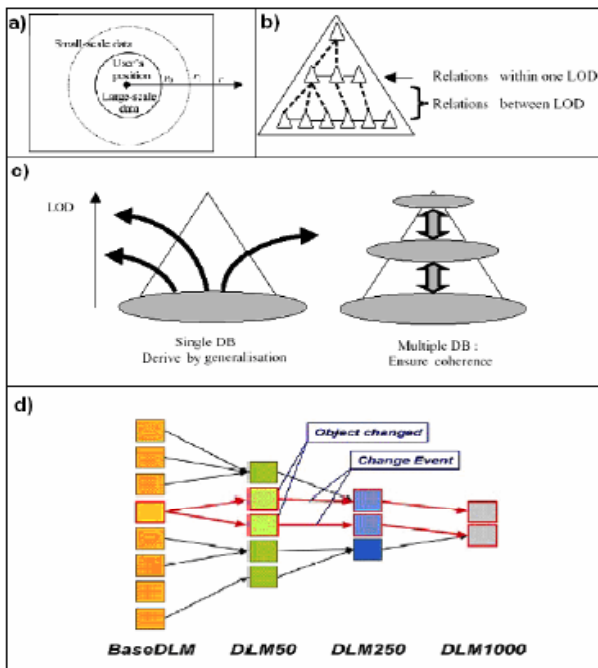 a)
Small-scale data
User's
position
Large-scale
data
b)
Relations within one LOD
Relations between LOD
c)
LOD
Single DB
Derive by generalisation
Multiple DB :
Ensure coherence
d)
Object changed
Change Event
BaseDLM
DiLM50
DLM250
DLM1000